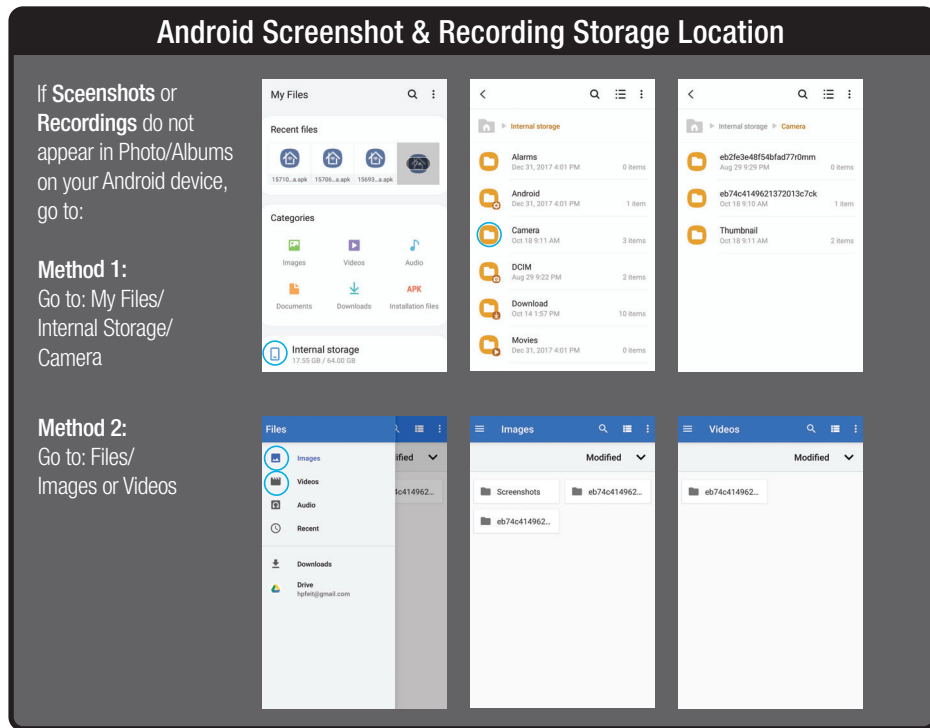 Android Screenshot & Recording Storage Location
If Sceenshots or
Recordings do not
appear in Photo/Albums
on your Android device,
go to:
Method 1:
Go to: My Files/
Internal Storage/
Camera
My Files
Recent files
15710...a.apk 15706...a.apk 15693...a.apk
Categories
Images Videos Audio
APK
Documents Downloads Installation files
Internal storage
17.55 GB / 64.00 GB
Internal storage
Alarms
Dec 31, 2017 4:01 PM 0 items
Android
Dec 31, 2017 4:01 PM 1 item
Camera
Oct 18 9:11 AM 3 items
DCIM
Aug 29 9:22 PM 2 items
Download
Oct 14 1:57 PM 10 items
Movies
Dec 31, 2017 4:01 PM 0 items
Internal storage Camera
eb2fe3e48f54bfad77r0mm
Aug 29 9:29 PM 0 items
eb74c4149621372013c7ck
Oct 18 9:10 AM 1 item
Thumbnail
Oct 18 9:11 AM 2 items
Method 2:
Go to: Files/
Images or Videos
Files
Images
Videos
Audio
Recent
Downloads
Drive
hpfeit@gmail.com
ified
4c414962...
Images
Modified
Screenshots eb74c414962...
eb74c414962...
Videos
Modified
eb74c414962...